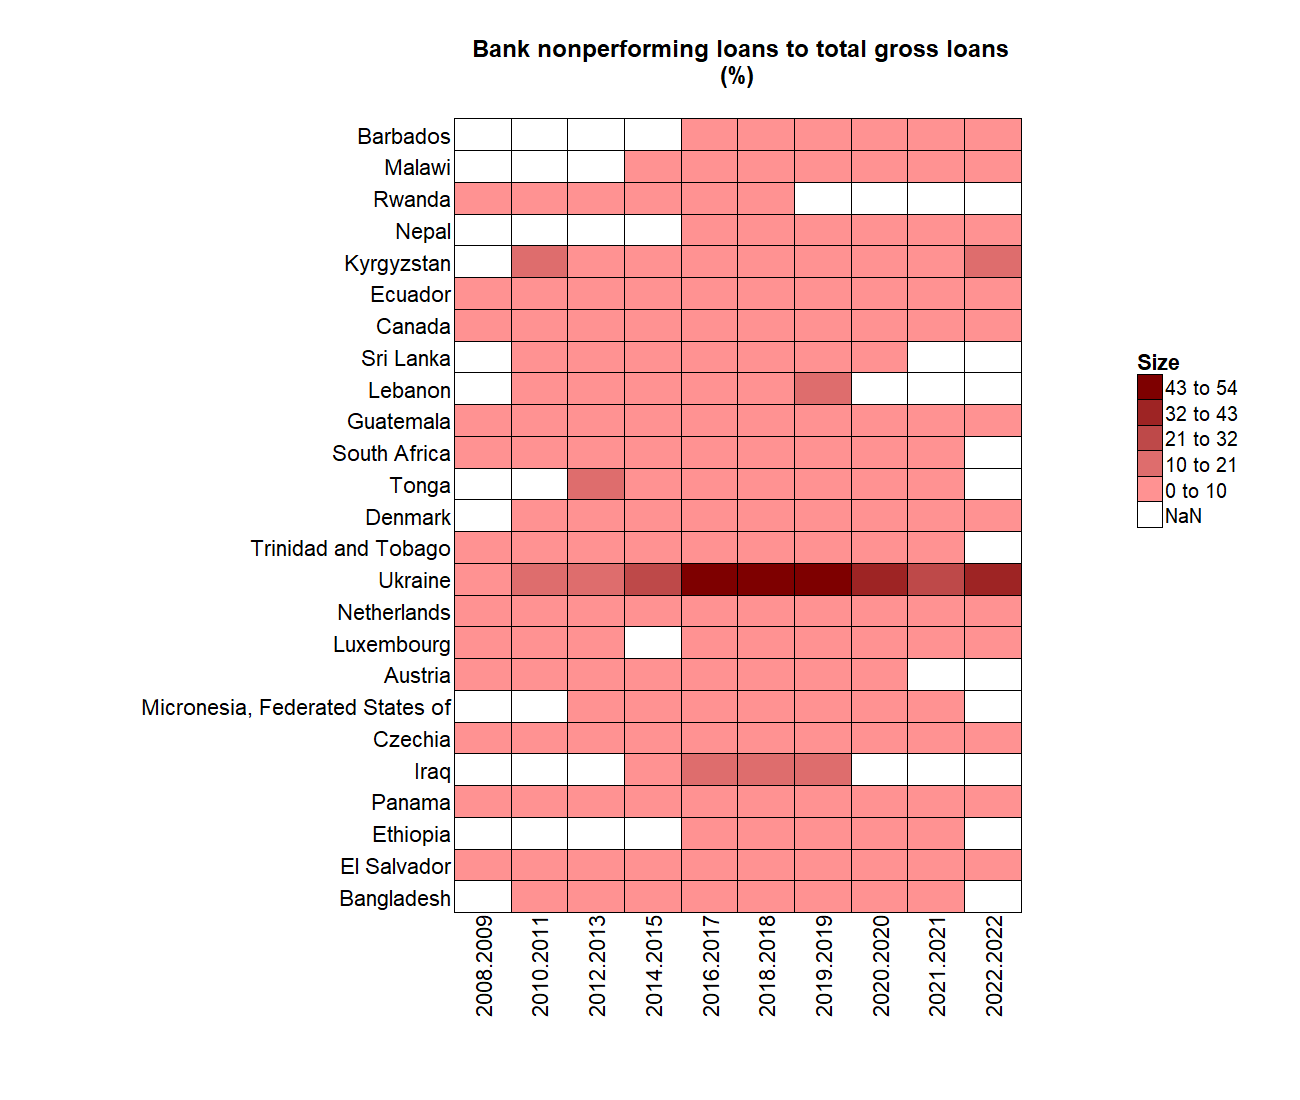 Bank nonperforming loans to total gross loans
(%)
Barbados
Malawi
Rwanda
Nepal
Kyrgyzstan
Ecuador
Canada
Sri Lanka
Lebanon
Guatemala
South Africa
Tonga
Denmark
Trinidad and Tobago
Ukraine
Netherlands
Luxembourg
Austria
Micronesia, Federated States of
Czechia
Iraq
Panama
Ethiopia
El Salvador
Bangladesh
2008.2009
2010.2011
2012.2013
2014.2015
2016.2017
2018.2018
2019.2019
2020.2020
2021.2021
2022.2022
Size
43 to 54
32 to 43
21 to 32
10 to 21
0 to 10
NaN